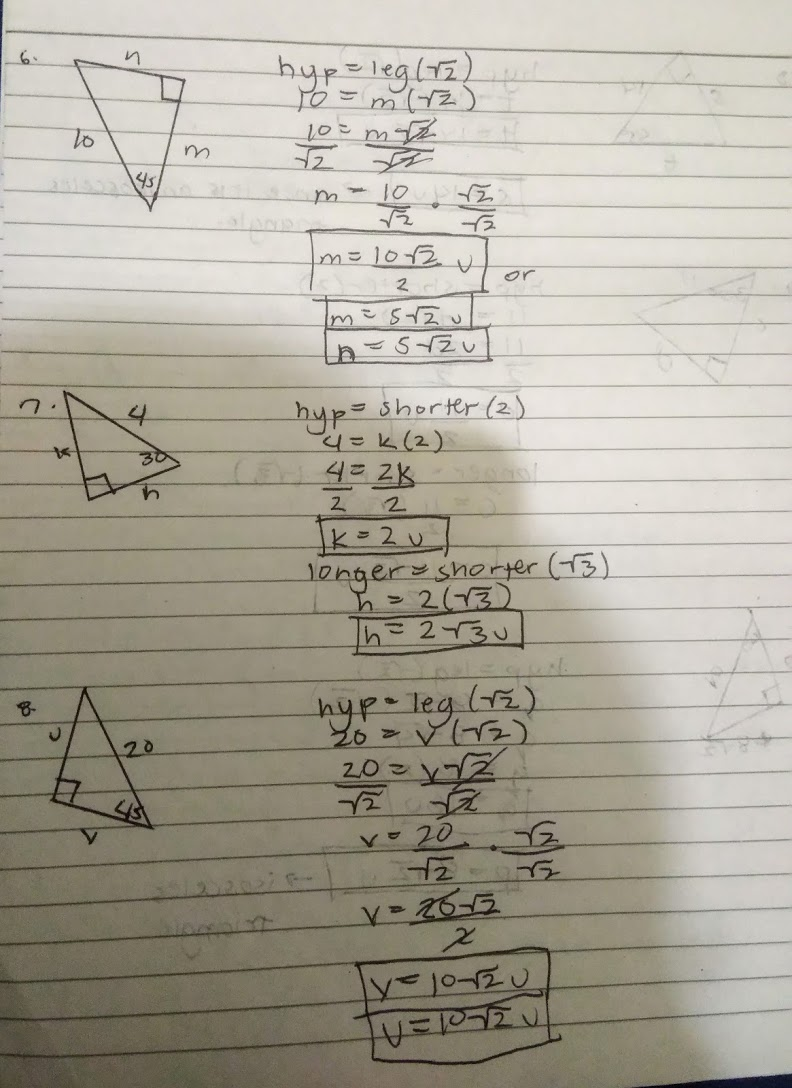 6.
n
10
m
45
hyp = leg(√2)
10 = m(√2)
10/√2 = m√2/√2
m = 10/√2 · √2/√2
m = 10√2/2 u or
m = 5√2 u
n = 5√2 u
7.
4
k
30
h
hyp = shorter(2)
4 = k(2)
4/2 = 2k/2
k = 2 u
longer = shorter(√3)
h = 2(√3)
h = 2√3 u
8.
u
20
45
v
hyp = leg(√2)
20 = v(√2)
20/√2 = v√2/√2
v = 20/√2 · √2/√2
v = 20√2/2
v = 10√2 u
u = 10√2 u